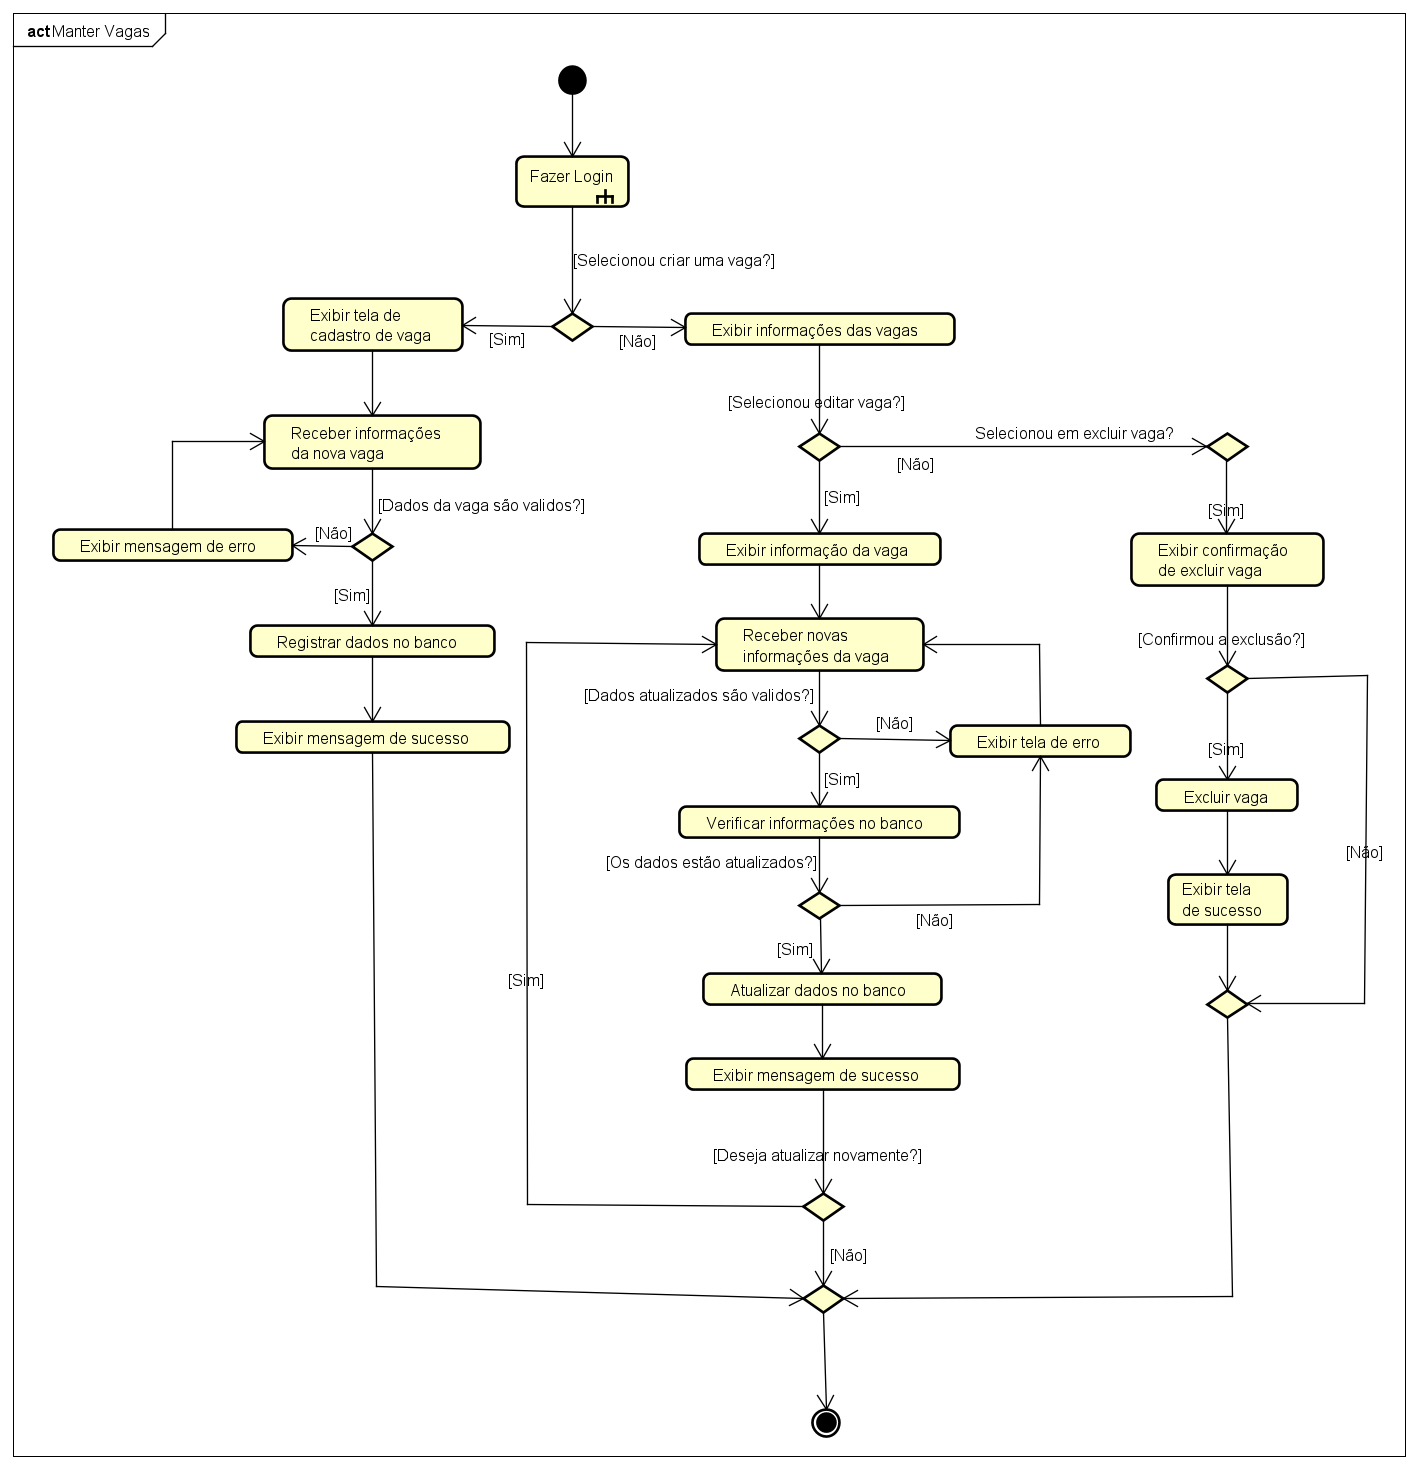 act Manter Vagas
Fazer Login
[Selecionou criar uma vaga?]
Exibir tela de
cadastro de vaga
[Sim]
[Não]
Exibir informações das vagas
[Selecionou editar vaga?]
Selecionou em excluir vaga?
[Não]
Receber informações
da nova vaga
[Sim]
[Sim]
[Dados da vaga são validos?]
[Não]
Exibir mensagem de erro
Exibir informação da vaga
Exibir confirmação
de excluir vaga
[Sim]
Registrar dados no banco
Receber novas
informações da vaga
[Confirmou a exclusão?]
[Dados atualizados são validos?]
[Não]
Exibir mensagem de sucesso
Exibir tela de erro
[Sim]
[Sim]
Excluir vaga
Verificar informações no banco
[Não]
[Os dados estão atualizados?]
Exibir tela
de sucesso
[Não]
[Sim]
[Sim]
Atualizar dados no banco
Exibir mensagem de sucesso
[Deseja atualizar novamente?]
[Não]